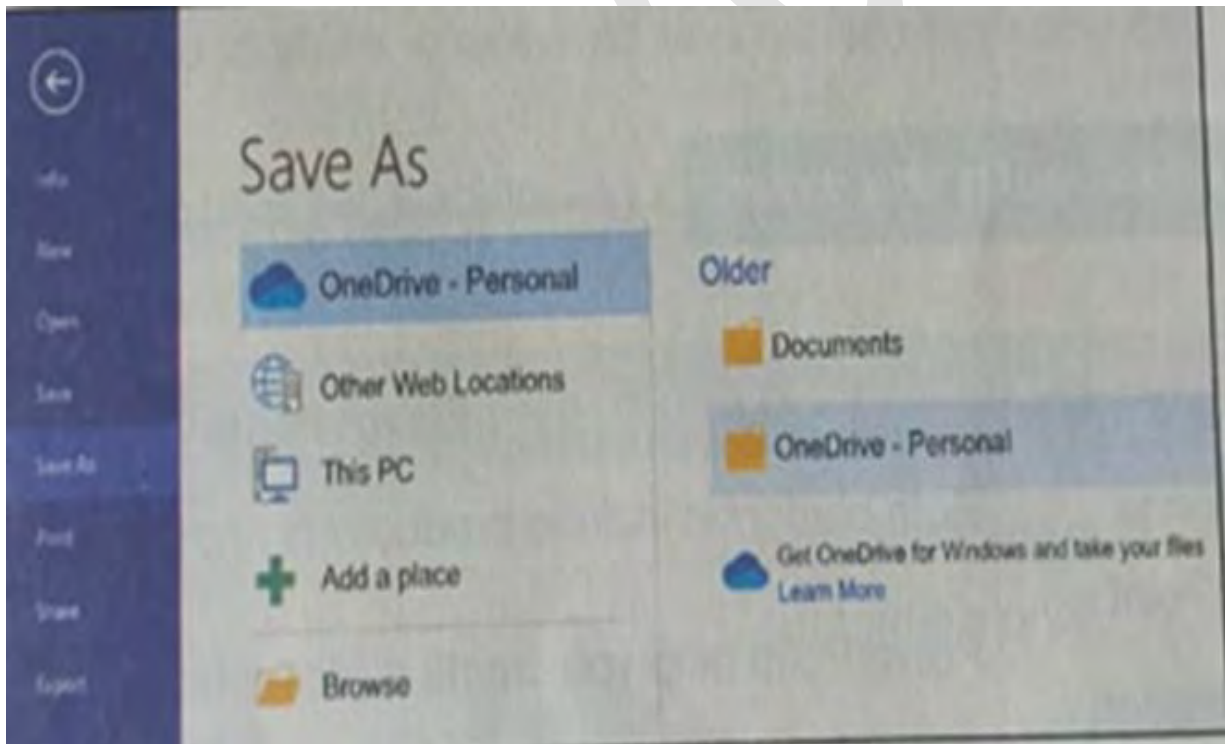 Info
New
Open
Save
Save As
Print
Share
Export
Save As
OneDrive - Personal
Other Web Locations
This PC
Add a place
Browse
Older
Documents
OneDrive - Personal
Get OneDrive for Windows and take your files
Learn More